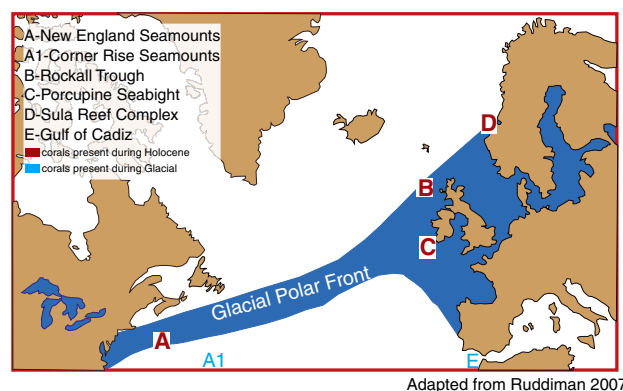 A-New England Seamounts
A1-Corner Rise Seamounts
B-Rockall Trough
C-Porcupine Seabight
D-Sula Reef Complex
E-Gulf of Cadiz
corals present during Holocene
corals present during Glacial
D
B
C
Glacial Polar Front
A
A1
E
Adapted from Ruddiman 2007